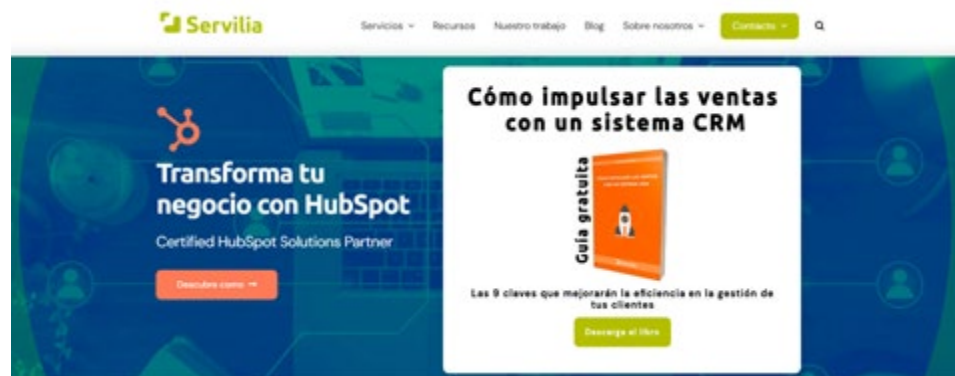 Servilia
Servicios
Recursos
Nuestro trabajo
Blog
Sobre nosotros
Contacto
Transforma tu
negocio con HubSpot
Certified HubSpot Solutions Partner
Descubre como →
Cómo impulsar las ventas
con un sistema CRM
Guía gratuita
Las 9 claves que mejorarán la eficiencia en la gestión de
tus clientes
Descarga el libro